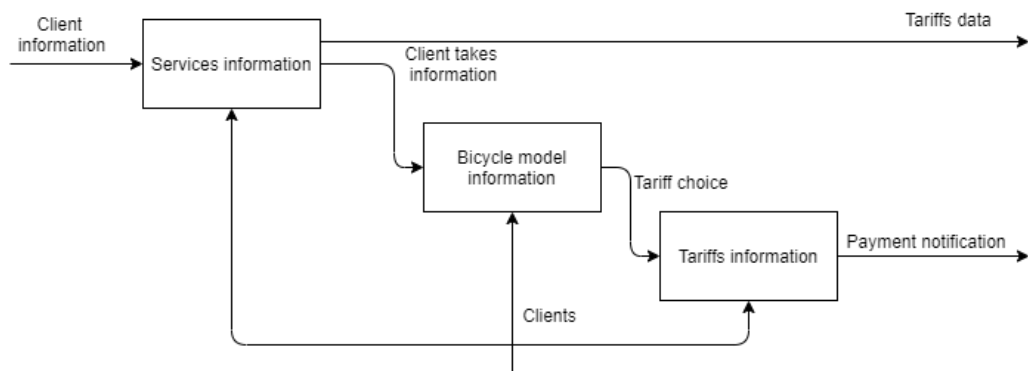 Client
information
Services information
Tariffs data
Client takes
information
Bicycle model
information
Tariff choice
Tariffs information
Payment notification
Clients